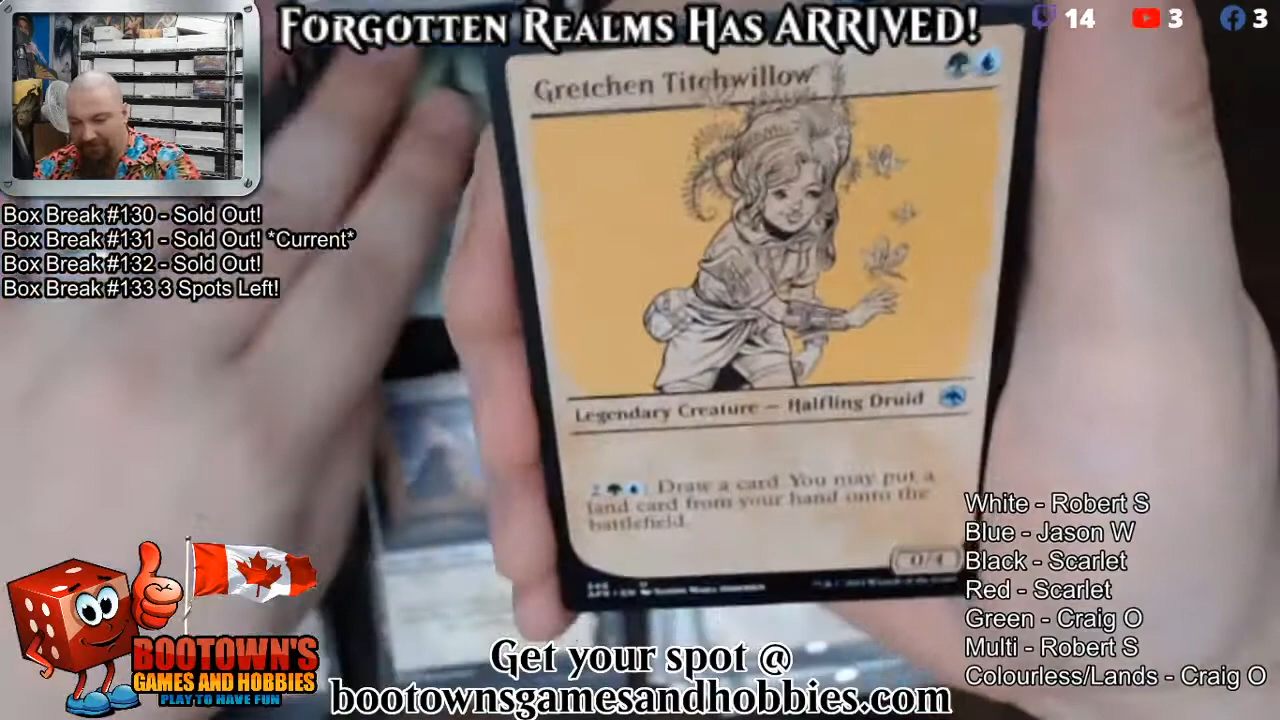 FORGOTTEN REALMS HAS ARRIVED!
14
3
3
Box Break #130 - Sold Out!
Box Break #131 - Sold Out! *Current*
Box Break #132 - Sold Out!
Box Break #133 3 Spots Left!
Gretchen Titchwillow
Legendary Creature — Halfling Druid
2 Draw a card. You may put a
land card from your hand onto the
battlefield.
0/4
White - Robert S
Blue - Jason W
Black - Scarlet
Red - Scarlet
Green - Craig O
Multi - Robert S
Colourless/Lands - Craig O
BOOTOWN'S
GAMES AND HOBBIES
PLAY TO HAVE FUN
Get your spot @
bootownsgamesandhobbies.com